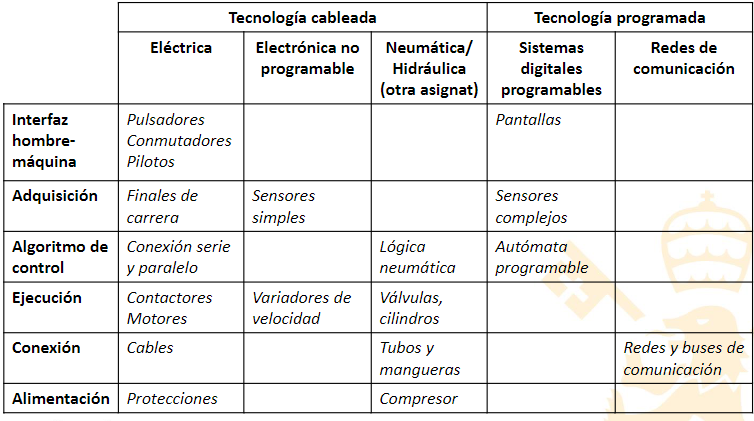 Tecnología cableada Tecnología programada
Eléctrica Electrónica no programable Neumática/ Hidráulica (otra asignat) Sistemas digitales programables Redes de comunicación
Interfaz hombre-máquina Pulsadores Conmutadores Pilotos Pantallas
Adquisición Finales de carrera Sensores simples Sensores complejos
Algoritmo de control Conexión serie y paralelo Lógica neumática Autómata programable
Ejecución Contactores Motores Variadores de velocidad Válvulas, cilindros
Conexión Cables Tubos y mangueras Redes y buses de comunicación
Alimentación Protecciones Compresor